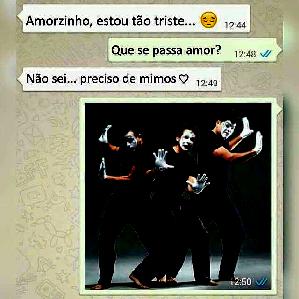 Amorzinho, estou tão triste... 😔 12:44
Que se passa amor? 12:48
Não sei... preciso de mimos♡ 12:49
12:50